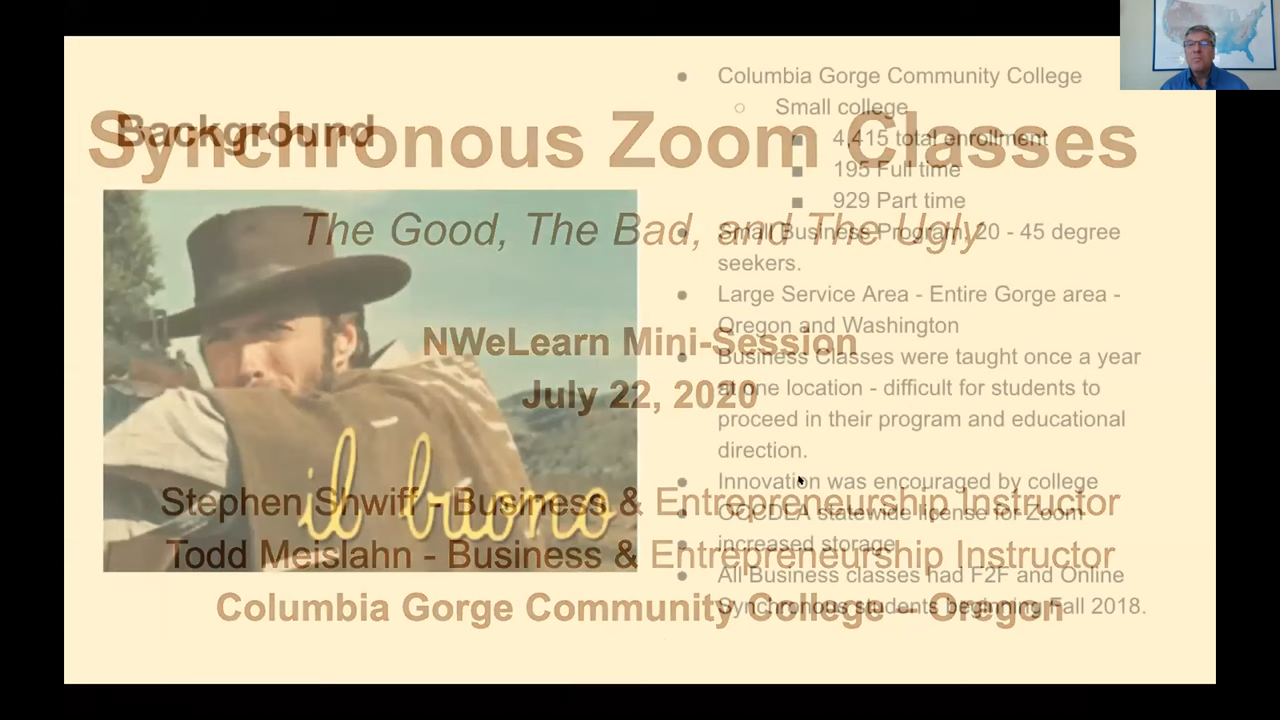 Synchronous Zoom Classes
The Good, The Bad, and The Ugly
NWeLearn Mini-Session
July 22, 2020
Stephen Shwiff - Business & Entrepreneurship Instructor
Todd Meislahn - Business & Entrepreneurship Instructor
Columbia Gorge Community College – Oregon
Background
il buono
Columbia Gorge Community College
Small college
4,415 total enrollment
195 Full time
929 Part time
Small Business Program, 20 - 45 degree
seekers.
Large Service Area - Entire Gorge area -
Oregon and Washington
Business Classes were taught once a year
at one location - difficult for students to
proceed in their program and educational
direction.
Innovation was encouraged by college
OCCDLA statewide license for Zoom
increased storage
All Business classes had F2F and Online
Synchronous students beginning Fall 2018.